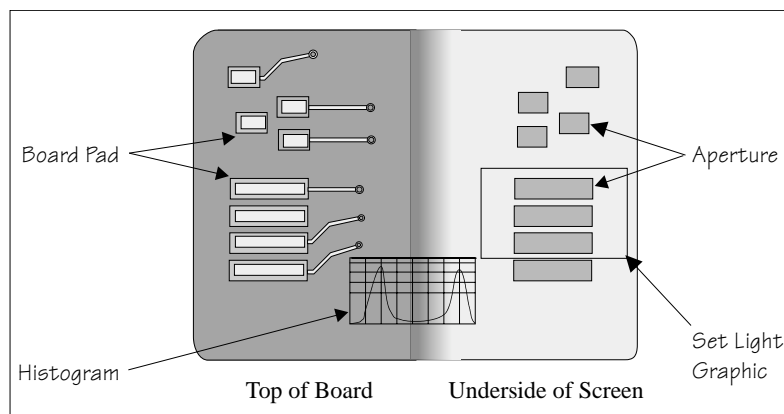 Board Pad
Aperture
Set Light
Graphic
Histogram
Top of Board
Underside of Screen